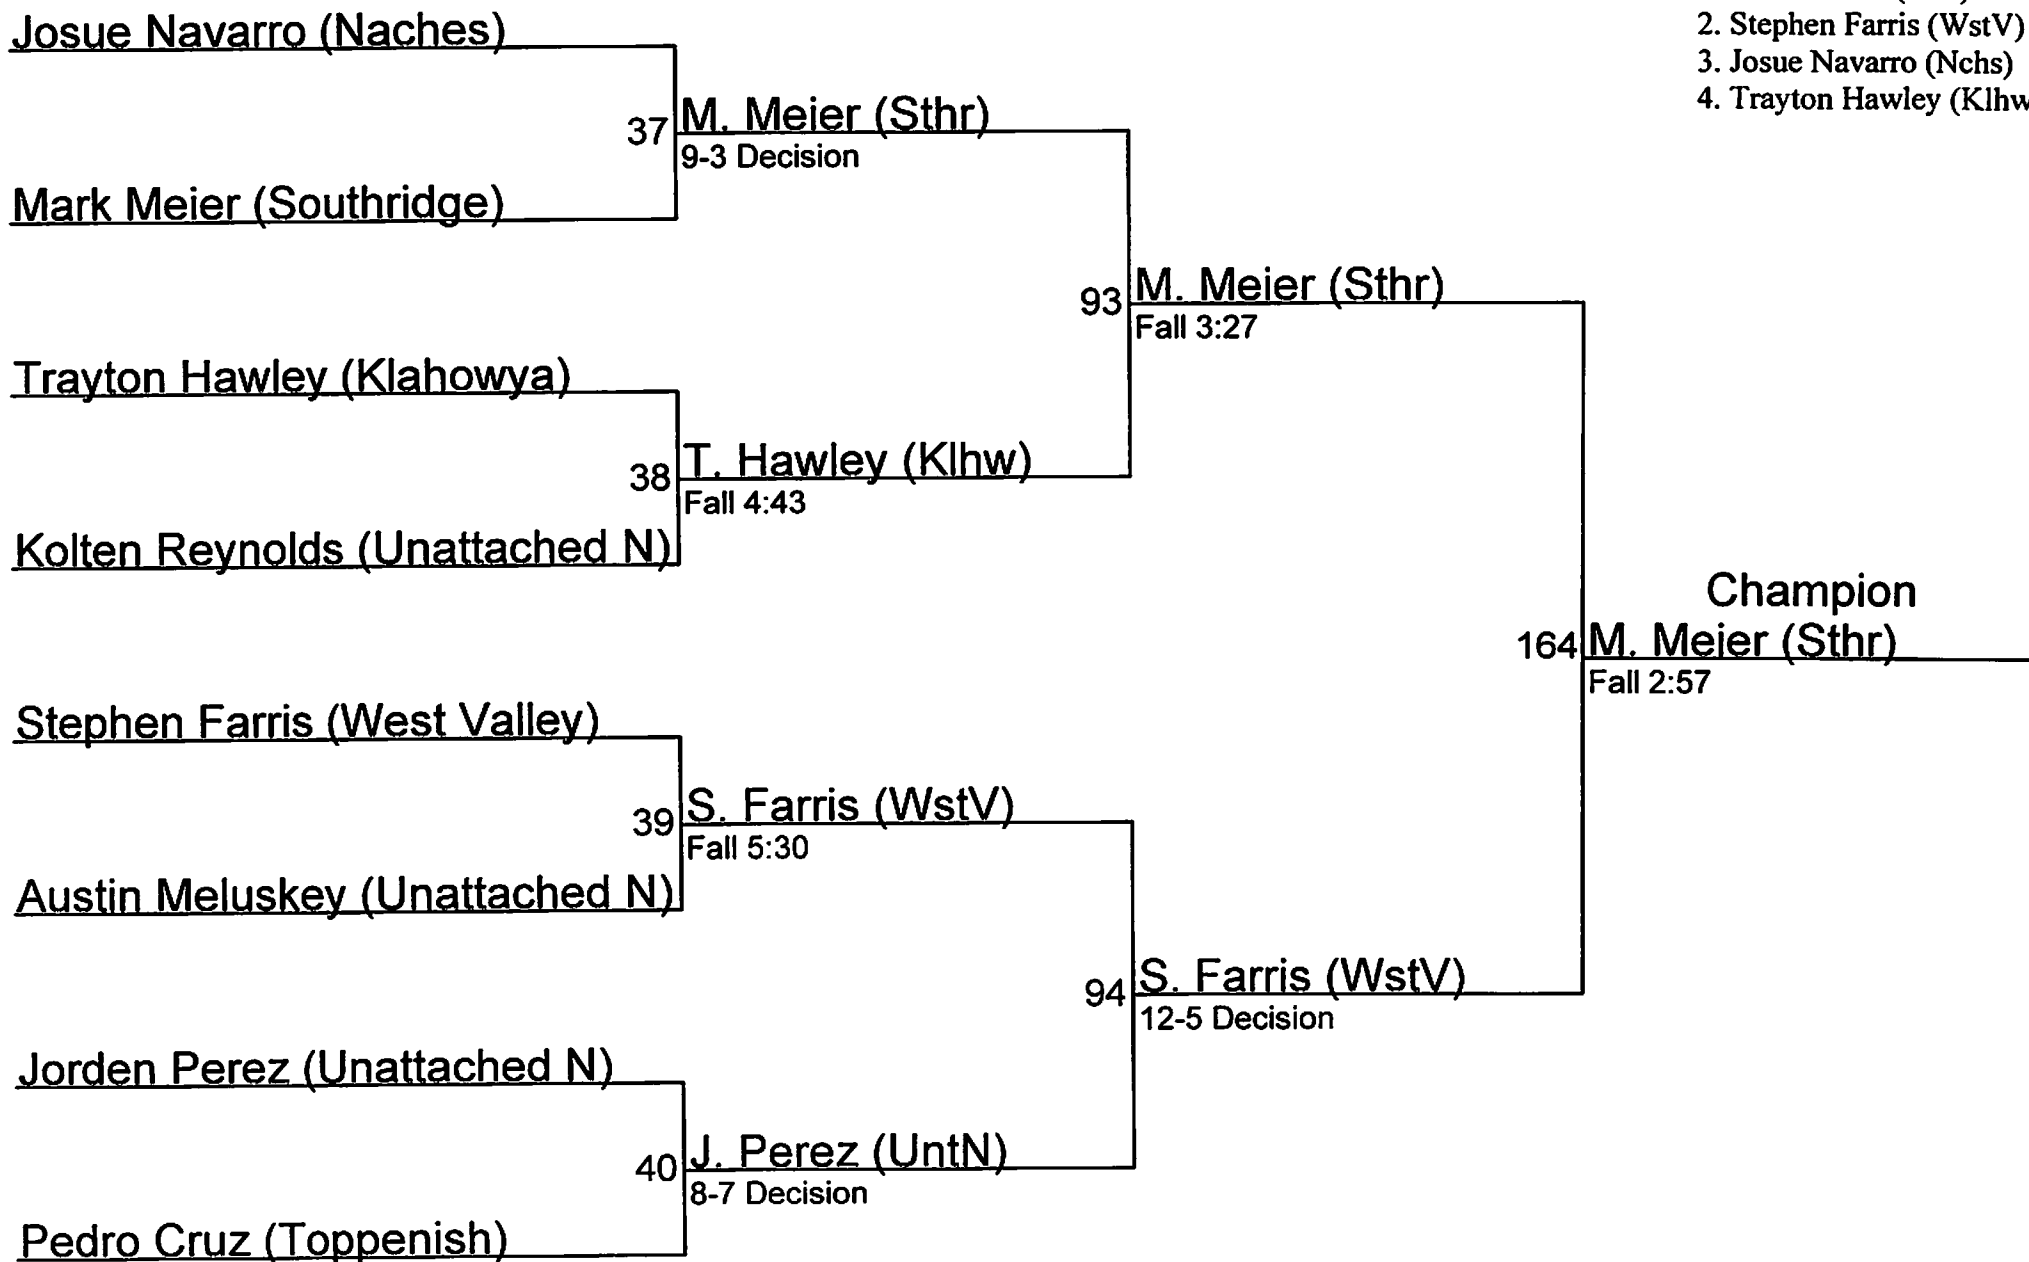 2. Stephen Farris (WstV)
3. Josue Navarro (Nchs)
4. Trayton Hawley (Klhw
Josue Navarro (Naches)
37 M. Meier (Sthr)
9-3 Decision
Mark Meier (Southridge)
93 M. Meier (Sthr)
Fall 3:27
Trayton Hawley (Klahowya)
38 T. Hawley (Klhw)
Fall 4:43
Kolten Reynolds (Unattached N)
Champion
164 M. Meier (Sthr)
Fall 2:57
Stephen Farris (West Valley)
39 S. Farris (WstV)
Fall 5:30
Austin Meluskey (Unattached N)
94 S. Farris (WstV)
12-5 Decision
Jorden Perez (Unattached N)
40 J. Perez (UntN)
8-7 Decision
Pedro Cruz (Toppenish)